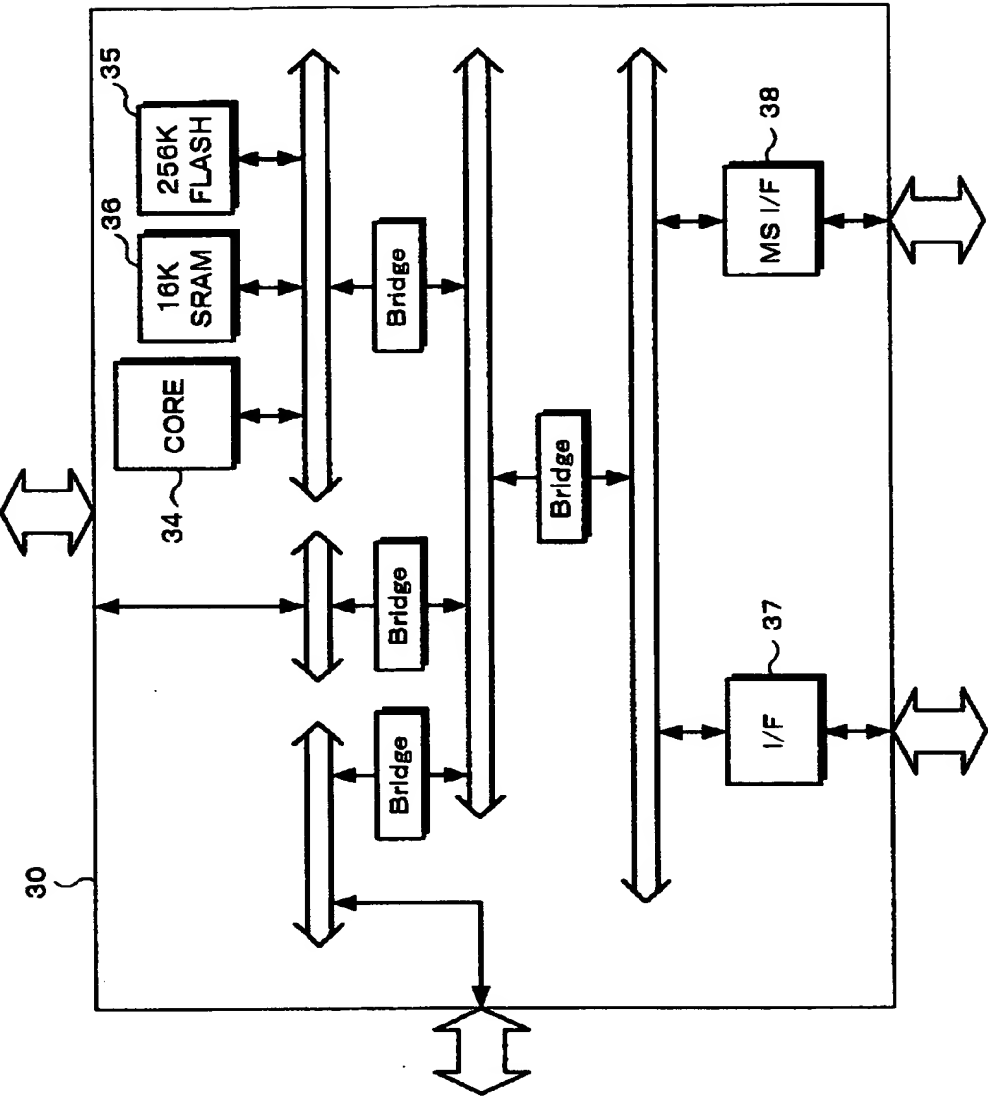 30
34
CORE
36
16K
SRAM
35
256K
FLASH
Bridge
Bridge
Bridge
Bridge
I/F
37
MS I/F
38